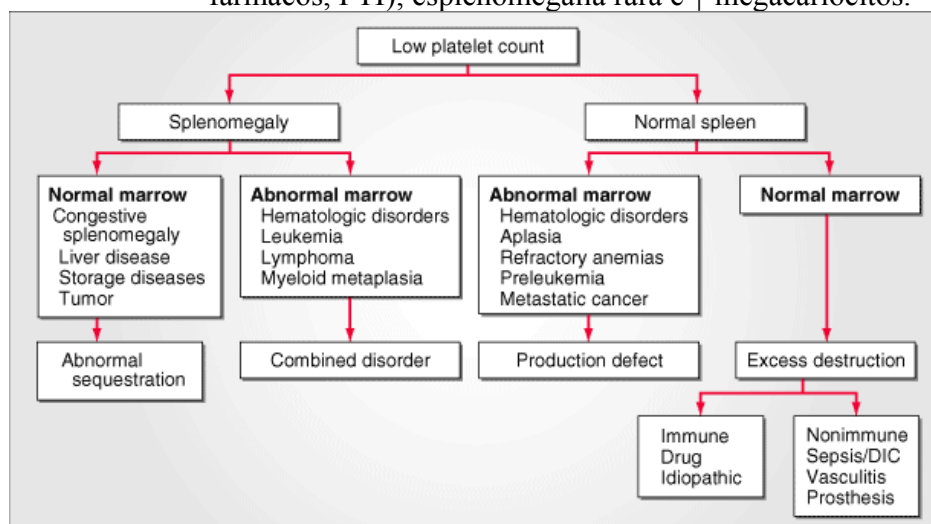 fármacos, PTI); esplenomegalia rara e ↑ megacariócitos.
Low platelet count
Splenomegaly
Normal spleen
Normal marrow
Congestive
splenomegaly
Liver disease
Storage diseases
Tumor
Abnormal marrow
Hematologic disorders
Leukemia
Lymphoma
Myeloid metaplasia
Abnormal marrow
Hematologic disorders
Aplasia
Refractory anemias
Preleukemia
Metastatic cancer
Normal marrow
Abnormal
sequestration
Combined disorder
Production defect
Excess destruction
Immune
Drug
Idiopathic
Nonimmune
Sepsis/DIC
Vasculitis
Prosthesis